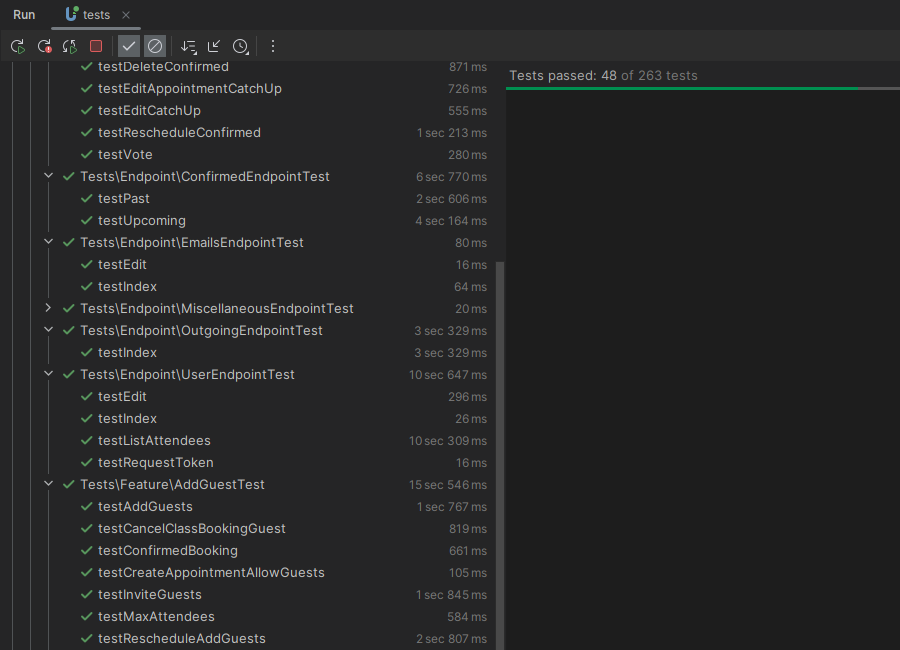 Run tests
testDeleteConfirmed 871 ms
Tests passed: 48 of 263 tests
testEditAppointmentCatchUp 726 ms
testEditCatchUp 555 ms
testRescheduleConfirmed 1 sec 213 ms
testVote 280 ms
Tests\Endpoint\ConfirmedEndpointTest 6 sec 770 ms
testPast 2 sec 606 ms
testUpcoming 4 sec 164 ms
Tests\Endpoint\EmailsEndpointTest 80 ms
testEdit 16 ms
testIndex 64 ms
Tests\Endpoint\MiscellaneousEndpointTest 20 ms
Tests\Endpoint\OutgoingEndpointTest 3 sec 329 ms
testIndex 3 sec 329 ms
Tests\Endpoint\UserEndpointTest 10 sec 647 ms
testEdit 296 ms
testIndex 26 ms
testListAttendees 10 sec 309 ms
testRequestToken 16 ms
Tests\Feature\AddGuestTest 15 sec 546 ms
testAddGuests 1 sec 767 ms
testCancelClassBookingGuest 819 ms
testConfirmedBooking 661 ms
testCreateAppointmentAllowGuests 105 ms
testInviteGuests 1 sec 845 ms
testMaxAttendees 584 ms
testRescheduleAddGuests 2 sec 807 ms